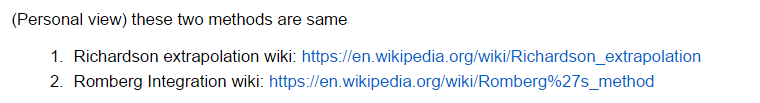 (Personal view) these two methods are same
1. Richardson extrapolation wiki: https://en.wikipedia.org/wiki/Richardson_extrapolation
2. Romberg Integration wiki: https://en.wikipedia.org/wiki/Romberg%27s_method